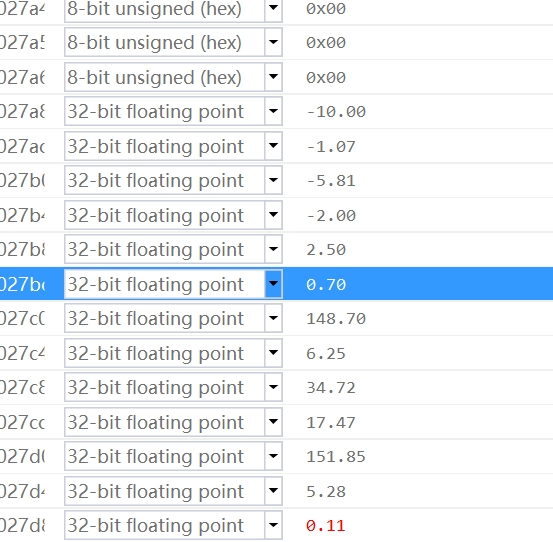 027a4 8-bit unsigned (hex) 0x00
027a5 8-bit unsigned (hex) 0x00
027a6 8-bit unsigned (hex) 0x00
027a8 32-bit floating point -10.00
027ac 32-bit floating point -1.07
027b0 32-bit floating point -5.81
027b4 32-bit floating point -2.00
027b8 32-bit floating point 2.50
027bc 32-bit floating point 0.70
027c0 32-bit floating point 148.70
027c4 32-bit floating point 6.25
027c8 32-bit floating point 34.72
027cc 32-bit floating point 17.47
027d0 32-bit floating point 151.85
027d4 32-bit floating point 5.28
027d8 32-bit floating point 0.11